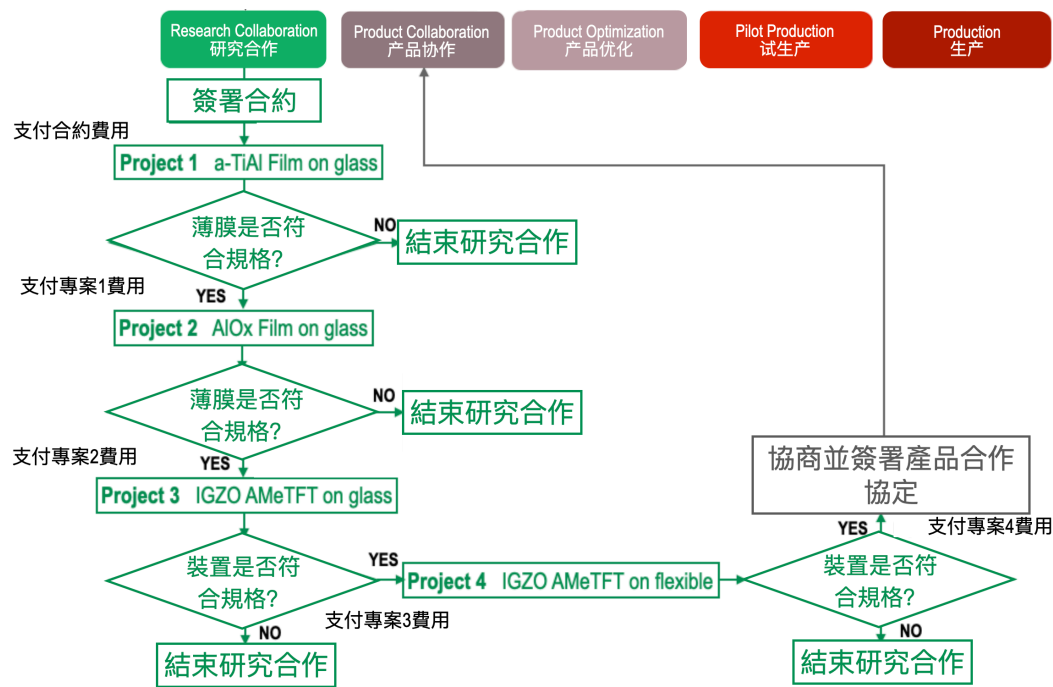 Research Collaboration
研究合作
Product Collaboration
产品协作
Product Optimization
产品优化
Pilot Production
试生产
Production
生产
簽署合約
支付合約費用
Project 1 a-TiAl Film on glass
薄膜是否符
合規格?
NO
結束研究合作
支付專案1費用
YES
Project 2 AlOx Film on glass
薄膜是否符
合規格?
NO
結束研究合作
支付專案2費用
YES
Project 3 IGZO AMeTFT on glass
裝置是否符
合規格?
YES
支付專案3費用
NO
結束研究合作
Project 4 IGZO AMeTFT on flexible
裝置是否符
合規格?
YES
支付專案4費用
NO
結束研究合作
協商並簽署產品合作
協定